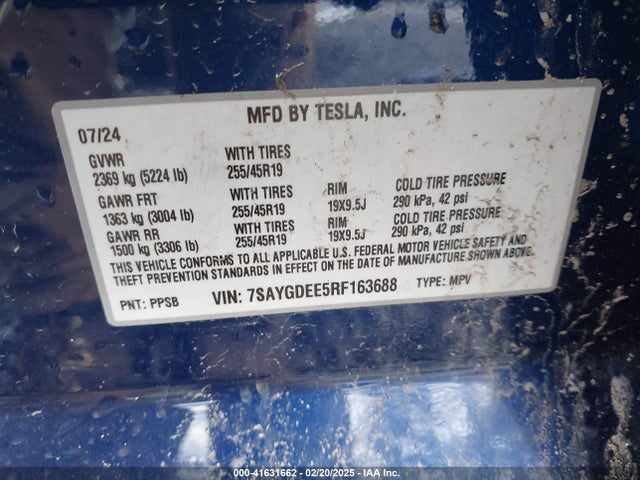 MFD BY TESLA, INC.
07/24
GVWR WITH TIRES
2369 kg (5224 lb) 255/45R19
GAWR FRT WITH TIRES RIM COLD TIRE PRESSURE
1363 kg (3004 lb) 255/45R19 19X9.5J 290 kPa, 42 psi
GAWR RR WITH TIRES RIM COLD TIRE PRESSURE
1500 kg (3306 lb) 255/45R19 19X9.5J 290 kPa, 42 psi
THIS VEHICLE CONFORMS TO ALL APPLICABLE U.S. FEDERAL MOTOR VEHICLE SAFETY AND
THEFT PREVENTION STANDARDS IN EFFECT ON THE DATE OF MANUFACTURE SHOWN ABOVE.
PNT: PPSB VIN: 7SAYGDEE5RF163688 TYPE: MPV
000-41631662 - 02/20/2025 - IAA Inc.